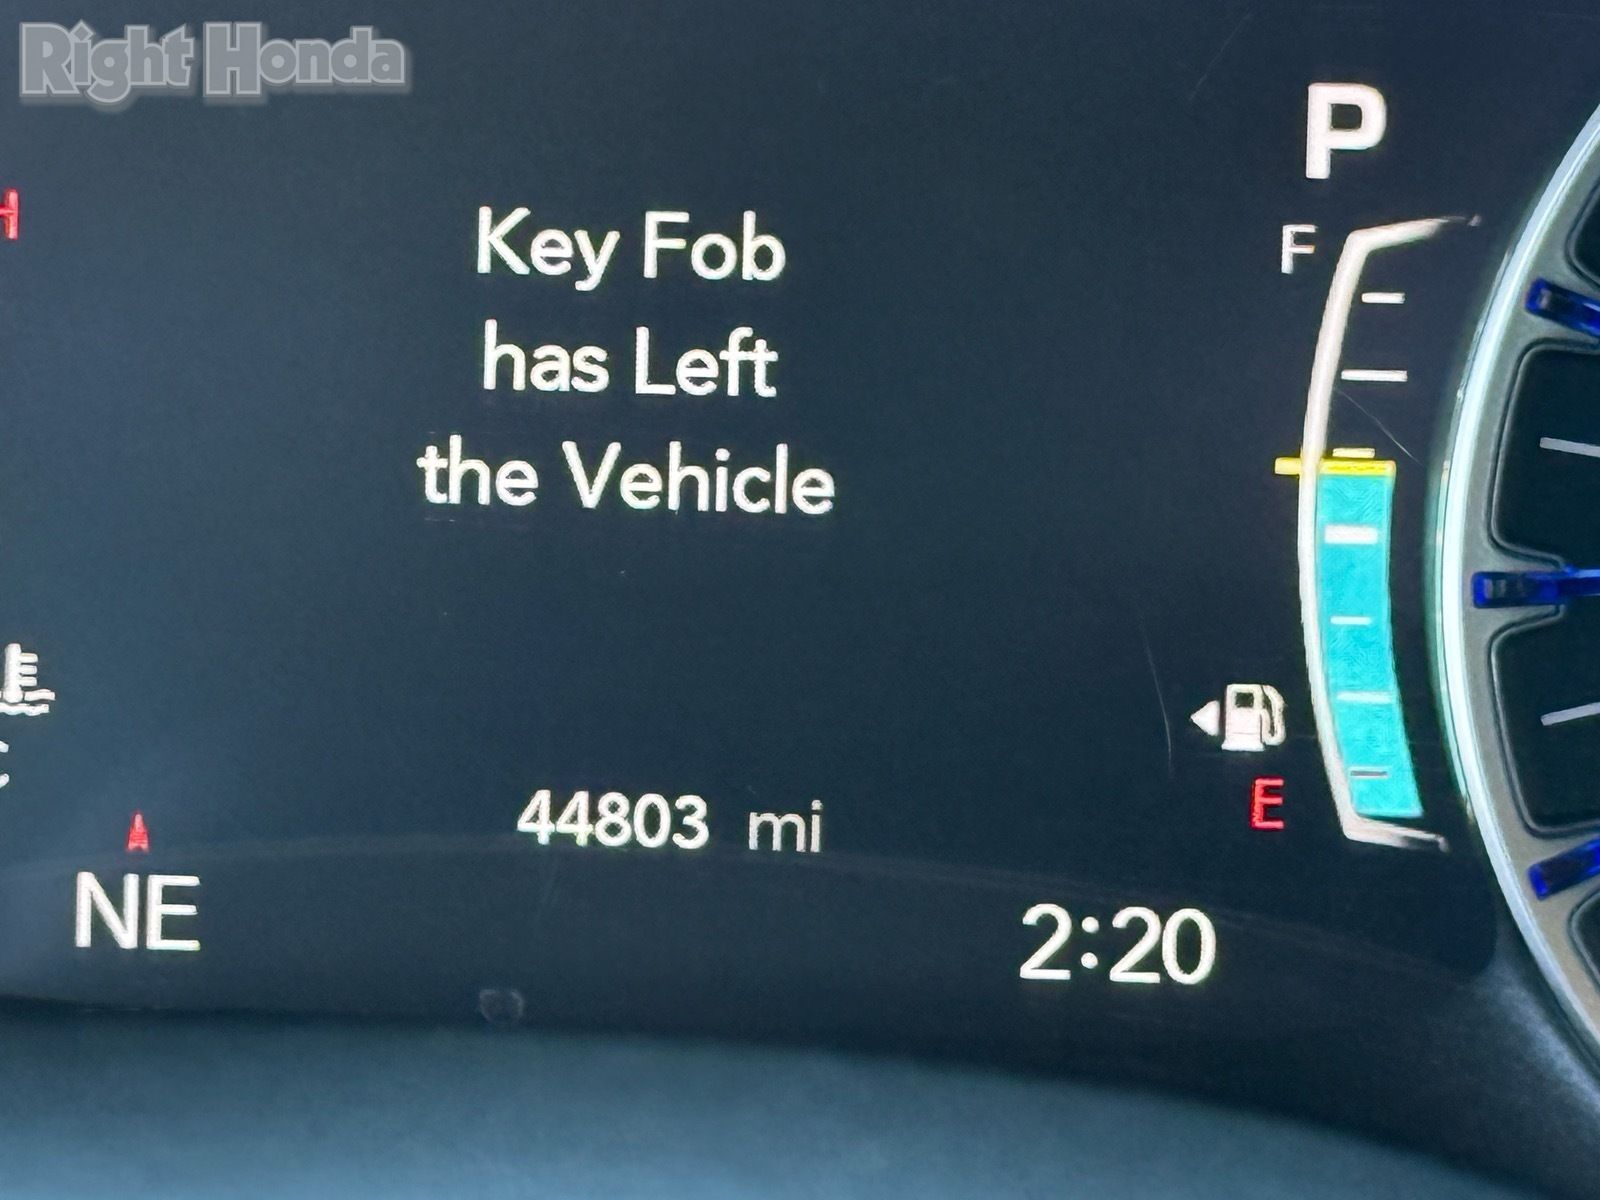 Right Honda
P
H
F
Key Fob
has Left
the Vehicle
E
C
44803 mi
NE
2:20